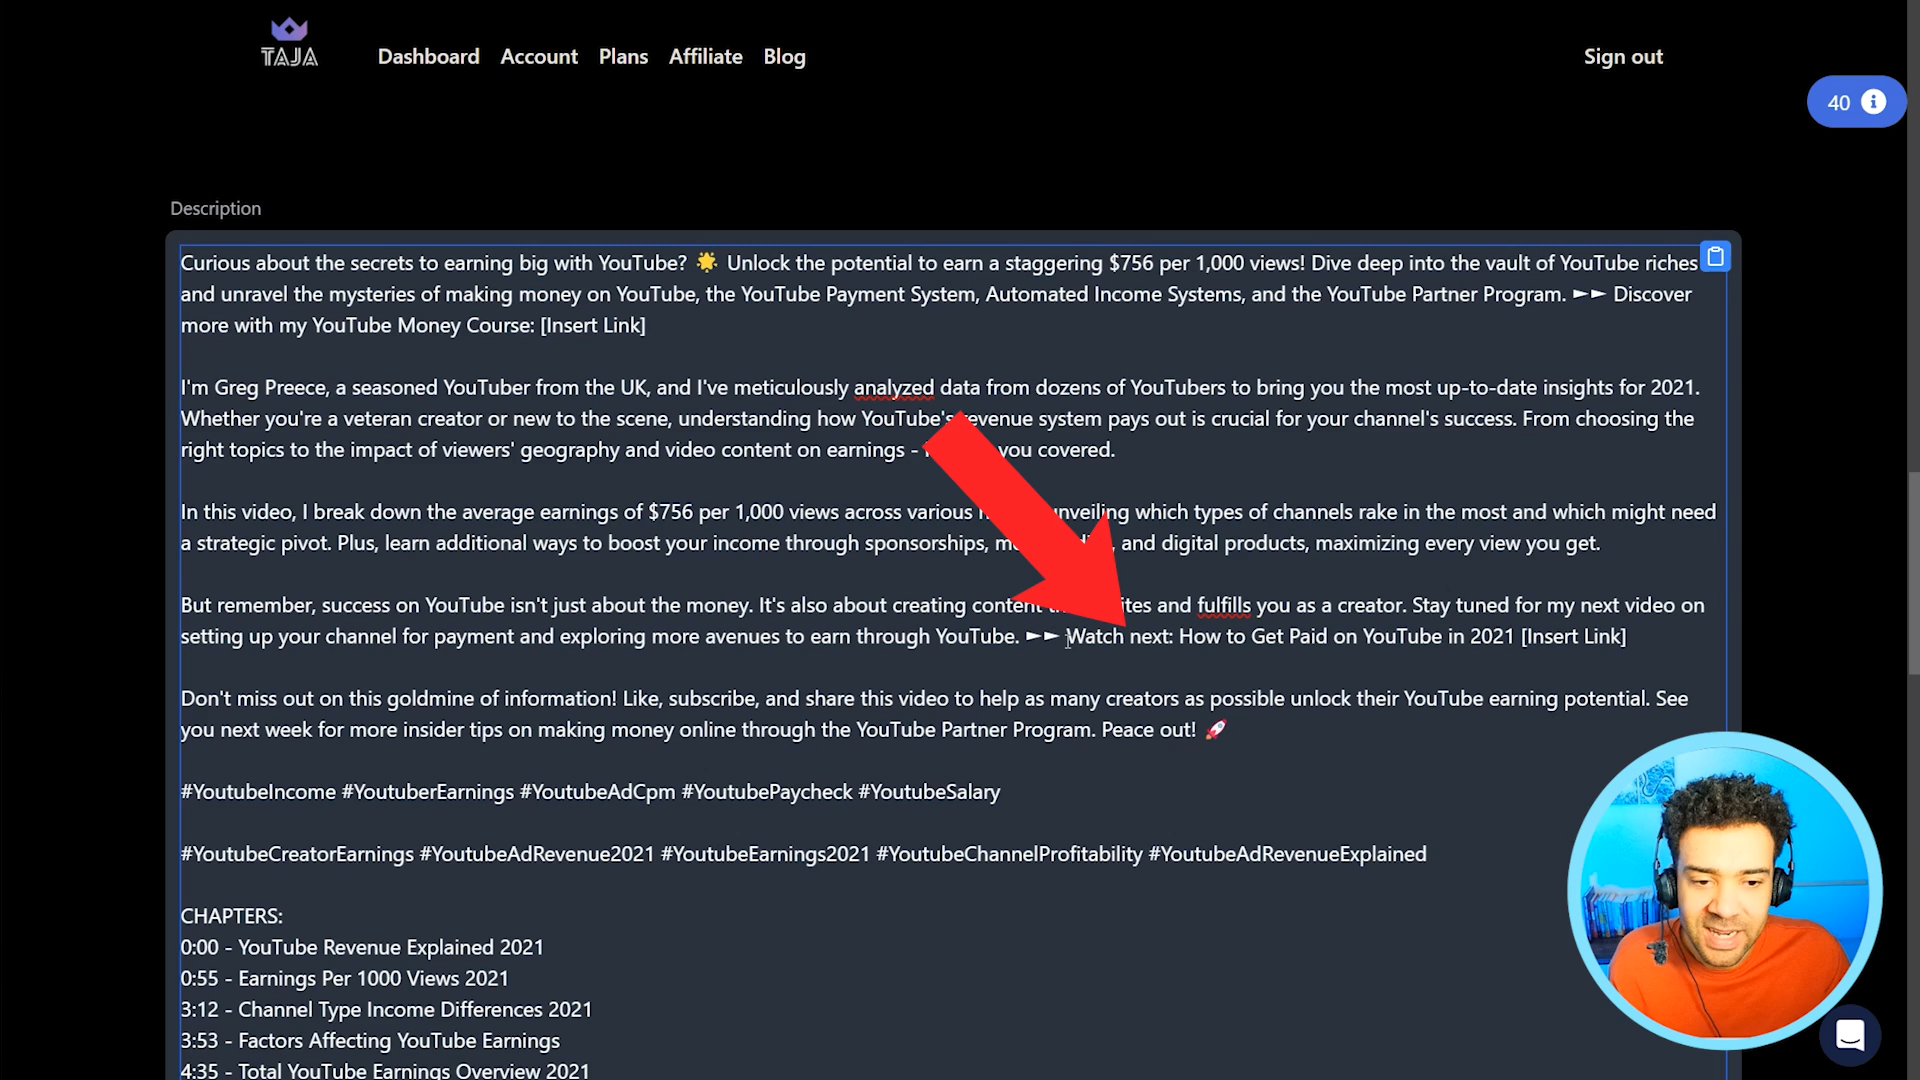 TAJA
Dashboard Account Plans Affiliate Blog Sign out
40
Description
Curious about the secrets to earning big with YouTube? 🌟 Unlock the potential to earn a staggering $756 per 1,000 views! Dive deep into the vault of YouTube riches
and unravel the mysteries of making money on YouTube, the YouTube Payment System, Automated Income Systems, and the YouTube Partner Program. ►► Discover
more with my YouTube Money Course: [Insert Link]
I'm Greg Preece, a seasoned YouTuber from the UK, and I've meticulously analyzed data from dozens of YouTubers to bring you the most up-to-date insights for 2021.
Whether you're a veteran creator or new to the scene, understanding how YouTube's revenue system pays out is crucial for your channel's success. From choosing the
right topics to the impact of viewers' geography and video content on earnings - you covered.
In this video, I break down the average earnings of $756 per 1,000 views across various unveiling which types of channels rake in the most and which might need
a strategic pivot. Plus, learn additional ways to boost your income through sponsorships, and digital products, maximizing every view you get.
But remember, success on YouTube isn't just about the money. It's also about creating content and fulfills you as a creator. Stay tuned for my next video on
setting up your channel for payment and exploring more avenues to earn through YouTube. ►► Watch next: How to Get Paid on YouTube in 2021 [Insert Link]
Don't miss out on this goldmine of information! Like, subscribe, and share this video to help as many creators as possible unlock their YouTube earning potential. See
you next week for more insider tips on making money online through the YouTube Partner Program. Peace out! 🚀
#YoutubeIncome #YoutuberEarnings #YoutubeAdCpm #YoutubePaycheck #YoutubeSalary
#YoutubeCreatorEarnings #YoutubeAdRevenue2021 #YoutubeEarnings2021 #YoutubeChannelProfitability #YoutubeAdRevenueExplained
CHAPTERS:
0:00 - YouTube Revenue Explained 2021
0:55 - Earnings Per 1000 Views 2021
3:12 - Channel Type Income Differences 2021
3:53 - Factors Affecting YouTube Earnings
4:35 - Total YouTube Earnings Overview 2021